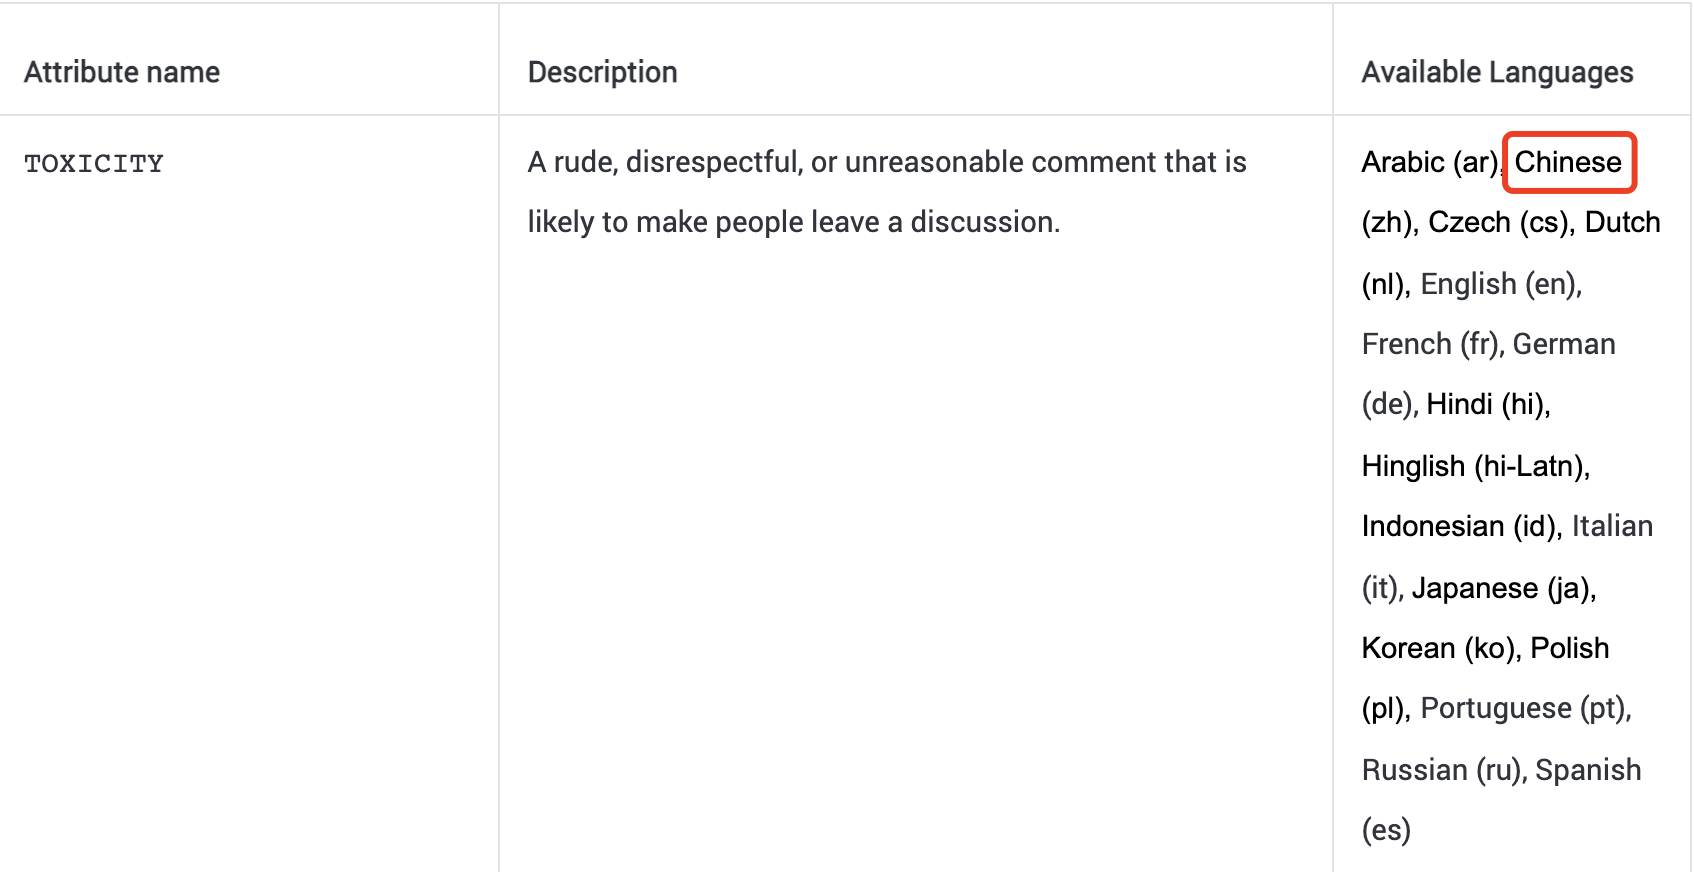 Attribute name
Description
Available Languages
TOXICITY
A rude, disrespectful, or unreasonable comment that is
likely to make people leave a discussion.
Arabic (ar), Chinese
(zh), Czech (cs), Dutch
(nl), English (en),
French (fr), German
(de), Hindi (hi),
Hinglish (hi-Latn),
Indonesian (id), Italian
(it), Japanese (ja),
Korean (ko), Polish
(pl), Portuguese (pt),
Russian (ru), Spanish
(es)